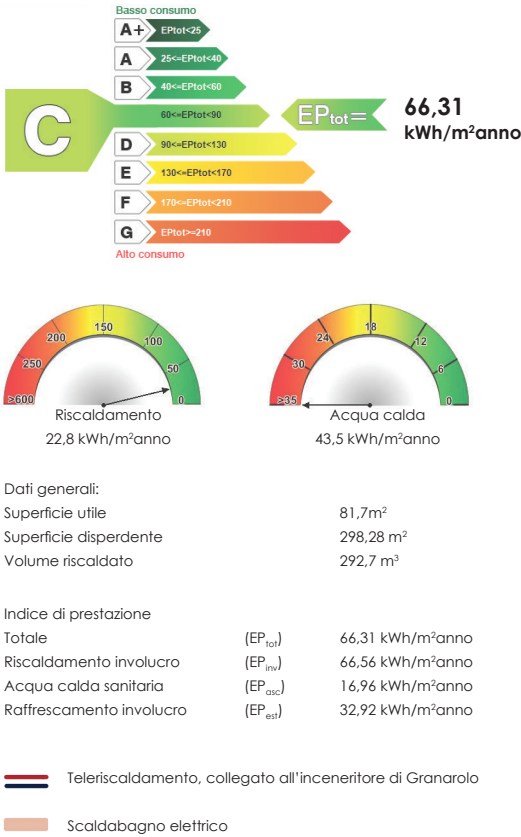 Basso consumo
A+ EPtot<25
A 25<=EPtot<40
B 40<=EPtot<60
C 60<=EPtot<90
EPtot= 66,31
kWh/m²anno
D 90<=EPtot<130
E 130<=EPtot<170
F 170<=EPtot<210
G EPtot>=210
Alto consumo
>600 250 200 150 100 50 0
Riscaldamento
22,8 kWh/m²anno
>35 30 24 18 12 6 0
Acqua calda
43,5 kWh/m²anno
Dati generali:
Superficie utile 81,7m²
Superficie disperdente 298,28 m²
Volume riscaldato 292,7 m³
Indice di prestazione
Totale (EPtot) 66,31 kWh/m²anno
Riscaldamento involucro (EPinv) 66,56 kWh/m²anno
Acqua calda sanitaria (EPasc) 16,96 kWh/m²anno
Raffrescamento involucro (EPest) 32,92 kWh/m²anno
Teleriscaldamento, collegato all’inceneritore di Granarolo
Scaldabagno elettrico